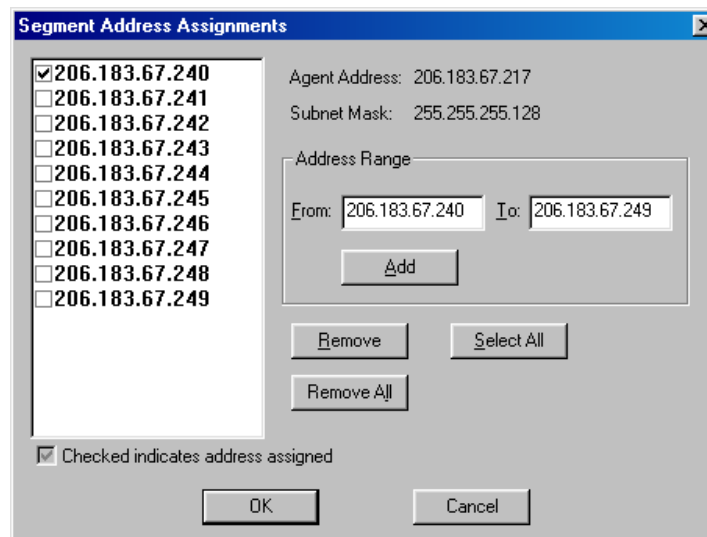 Segment Address Assignments
206.183.67.240
206.183.67.241
206.183.67.242
206.183.67.243
206.183.67.244
206.183.67.245
206.183.67.246
206.183.67.247
206.183.67.248
206.183.67.249
Agent Address: 206.183.67.217
Subnet Mask: 255.255.255.128
Address Range
From: 206.183.67.240 To: 206.183.67.249
Add
Remove Select All
Remove All
Checked indicates address assigned
OK Cancel